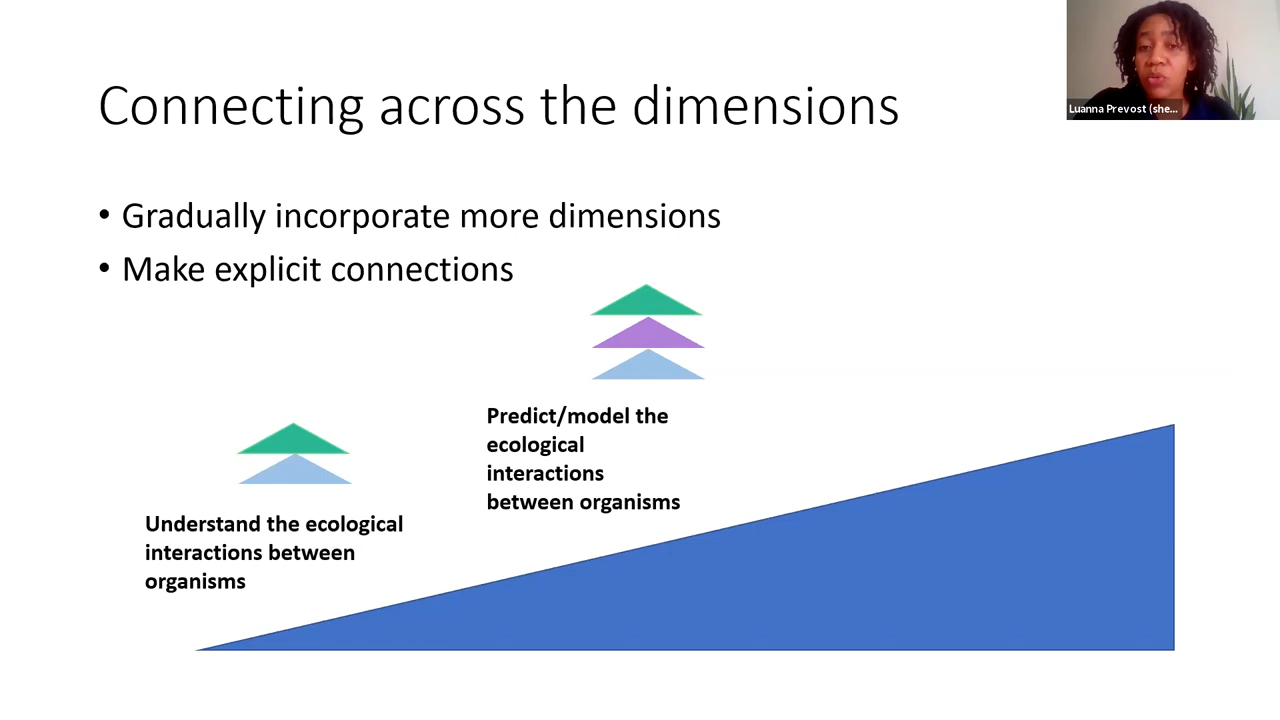 Luanna Prevost (she...
Connecting across the dimensions
• Gradually incorporate more dimensions
• Make explicit connections
Predict/model the
ecological
interactions
between organisms
Understand the ecological
interactions between
organisms